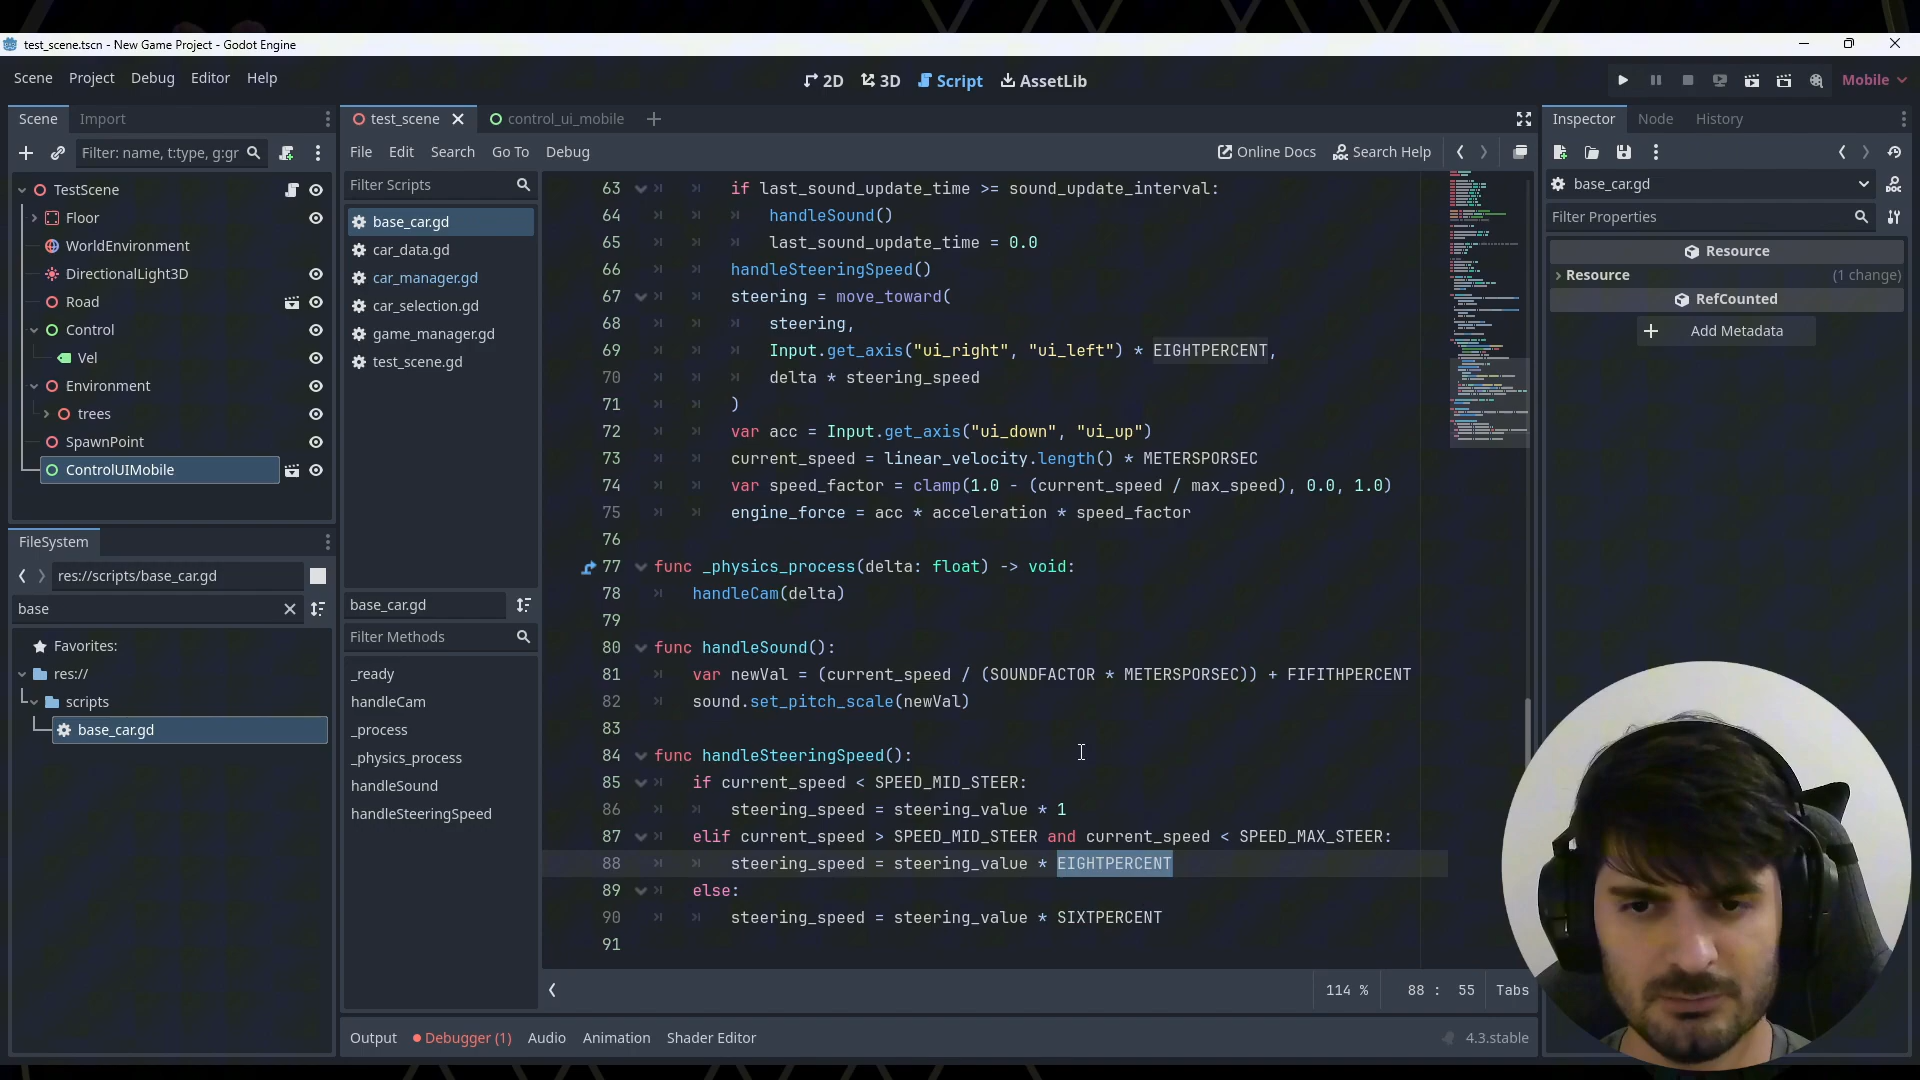 test_scene.tscn - New Game Project - Godot Engine
Scene Project Debug Editor Help
2D 3D Script AssetLib
Mobile
Scene Import
Filter: name, t:type, g:gr
TestScene
Floor
WorldEnvironment
DirectionalLight3D
Road
Control
Vel
Environment
trees
SpawnPoint
ControlUIMobile
FileSystem
res://scripts/base_car.gd
base
Favorites:
res://
scripts
base_car.gd
test_scene control_ui_mobile
File Edit Search Go To Debug
Online Docs Search Help
Filter Scripts
base_car.gd
car_data.gd
car_manager.gd
car_selection.gd
game_manager.gd
test_scene.gd
base_car.gd
Filter Methods
_ready
handleCam
_process
_physics_process
handleSound
handleSteeringSpeed
63 if last_sound_update_time >= sound_update_interval:
64 handleSound()
65 last_sound_update_time = 0.0
66 handleSteeringSpeed()
67 steering = move_toward(
68 steering,
69 Input.get_axis("ui_right", "ui_left") * EIGHTPERCENT,
70 delta * steering_speed
71 )
72 var acc = Input.get_axis("ui_down", "ui_up")
73 current_speed = linear_velocity.length() * METERSPORSEC
74 var speed_factor = clamp(1.0 - (current_speed / max_speed), 0.0, 1.0)
75 engine_force = acc * acceleration * speed_factor
76
77 func _physics_process(delta: float) -> void:
78 handleCam(delta)
79
80 func handleSound():
81 var newVal = (current_speed / (SOUNDFACTOR * METERSPORSEC)) + FIFITHPERCENT
82 sound.set_pitch_scale(newVal)
83
84 func handleSteeringSpeed():
85 if current_speed < SPEED_MID_STEER:
86 steering_speed = steering_value * 1
87 elif current_speed > SPEED_MID_STEER and current_speed < SPEED_MAX_STEER:
88 steering_speed = steering_value * EIGHTPERCENT
89 else:
90 steering_speed = steering_value * SIXTPERCENT
91
114 % 88 : 55 Tabs
Output Debugger (1) Audio Animation Shader Editor
4.3.stable
Inspector Node History
base_car.gd
Filter Properties
Resource
Resource (1 change)
RefCounted
Add Metadata